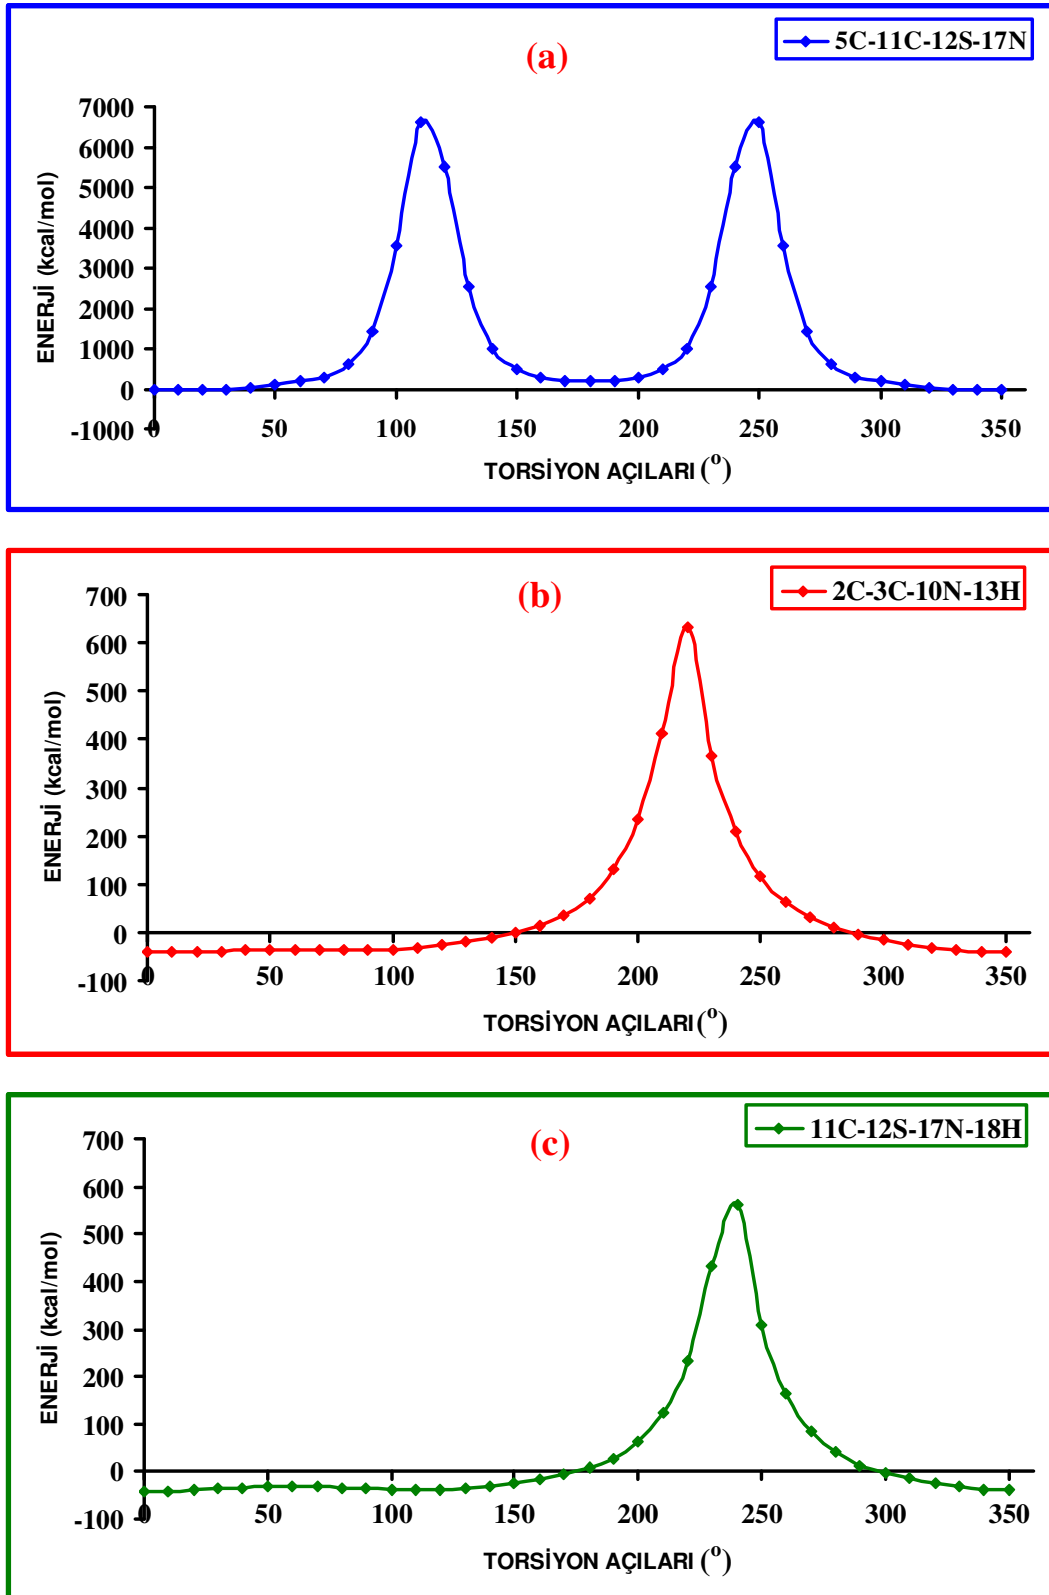 (a)
5C-11C-12S-17N
7000
6000
5000
4000
3000
2000
1000
0
-1000
ENERJİ (kcal/mol)
0 50 100 150 200 250 300 350
TORSİYON AÇILARI (o)
(b)
2C-3C-10N-13H
700
600
500
400
300
200
100
0
-100
ENERJİ (kcal/mol)
0 50 100 150 200 250 300 350
TORSİYON AÇILARI (o)
(c)
11C-12S-17N-18H
700
600
500
400
300
200
100
0
-100
ENERJİ (kcal/mol)
0 50 100 150 200 250 300 350
TORSİYON AÇILARI (o)